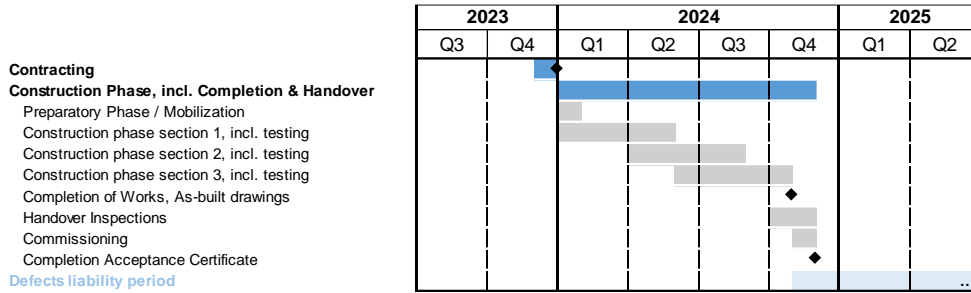 2023 2024 2025
Q3 Q4 Q1 Q2 Q3 Q4 Q1 Q2
Contracting
Construction Phase, incl. Completion & Handover
Preparatory Phase / Mobilization
Construction phase section 1, incl. testing
Construction phase section 2, incl. testing
Construction phase section 3, incl. testing
Completion of Works, As-built drawings
Handover Inspections
Commissioning
Completion Acceptance Certificate
Defects liability period ...